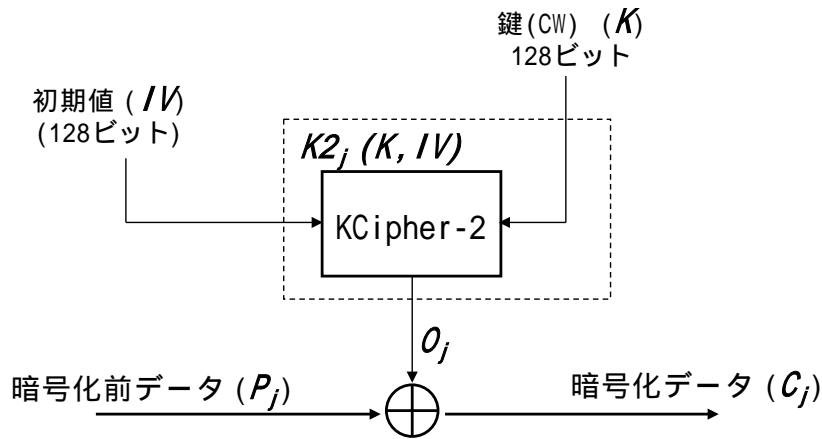 鍵(CW) (K)
128ビット
初期値 (IV)
(128ビット)
K2j (K, IV)
KCipher-2
Oj
暗号化前データ (Pj)
暗号化データ (Cj)